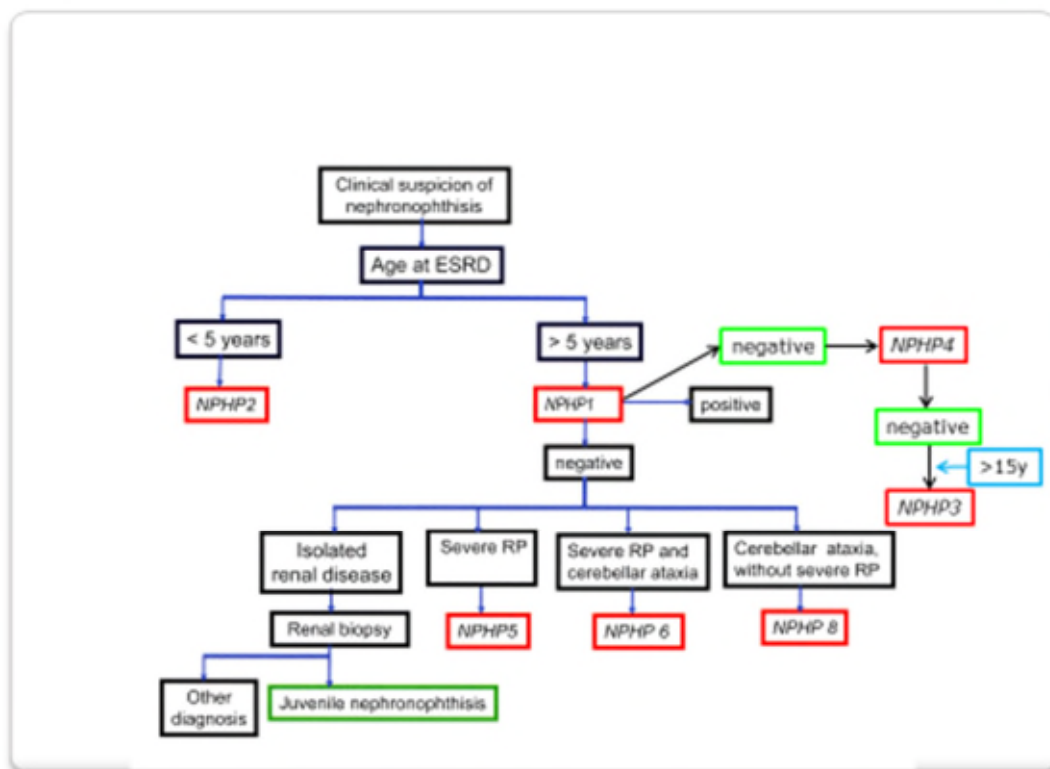 Clinical suspicion of
nephronophthisis
Age at ESRD
< 5 years
> 5 years
negative
NPHP4
NPHP2
NPHP1
positive
negative
negative
>15y
NPHP3
Isolated
renal disease
Severe RP
Severe RP and
cerebellar ataxia
Cerebellar ataxia,
without severe RP
Renal biopsy
NPHP5
NPHP 6
NPHP 8
Other
diagnosis
Juvenile nephronophthisis